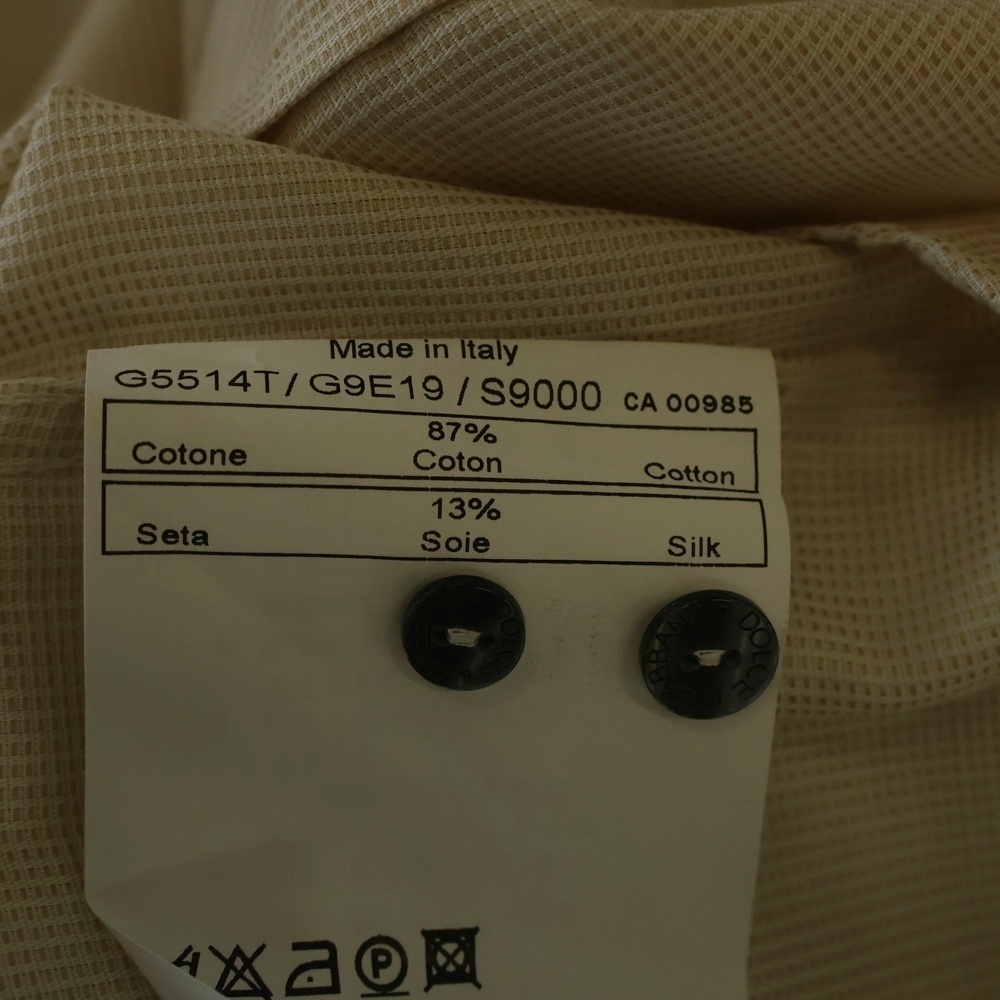 Made in Italy
G5514T / G9E19 / S9000 CA 00985
87%
Cotone Coton Cotton
13%
Seta Soie Silk
DOLCE
P